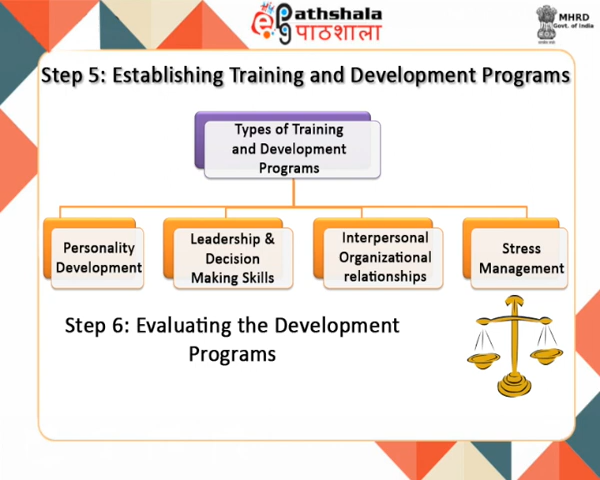 Pathshala
पाठशाला
MHRD
Govt. of India
Step 5: Establishing Training and Development Programs
Types of Training
and Development
Programs
Personality
Development
Leadership &
Decision
Making Skills
Interpersonal
Organizational
relationships
Stress
Management
Step 6: Evaluating the Development
Programs